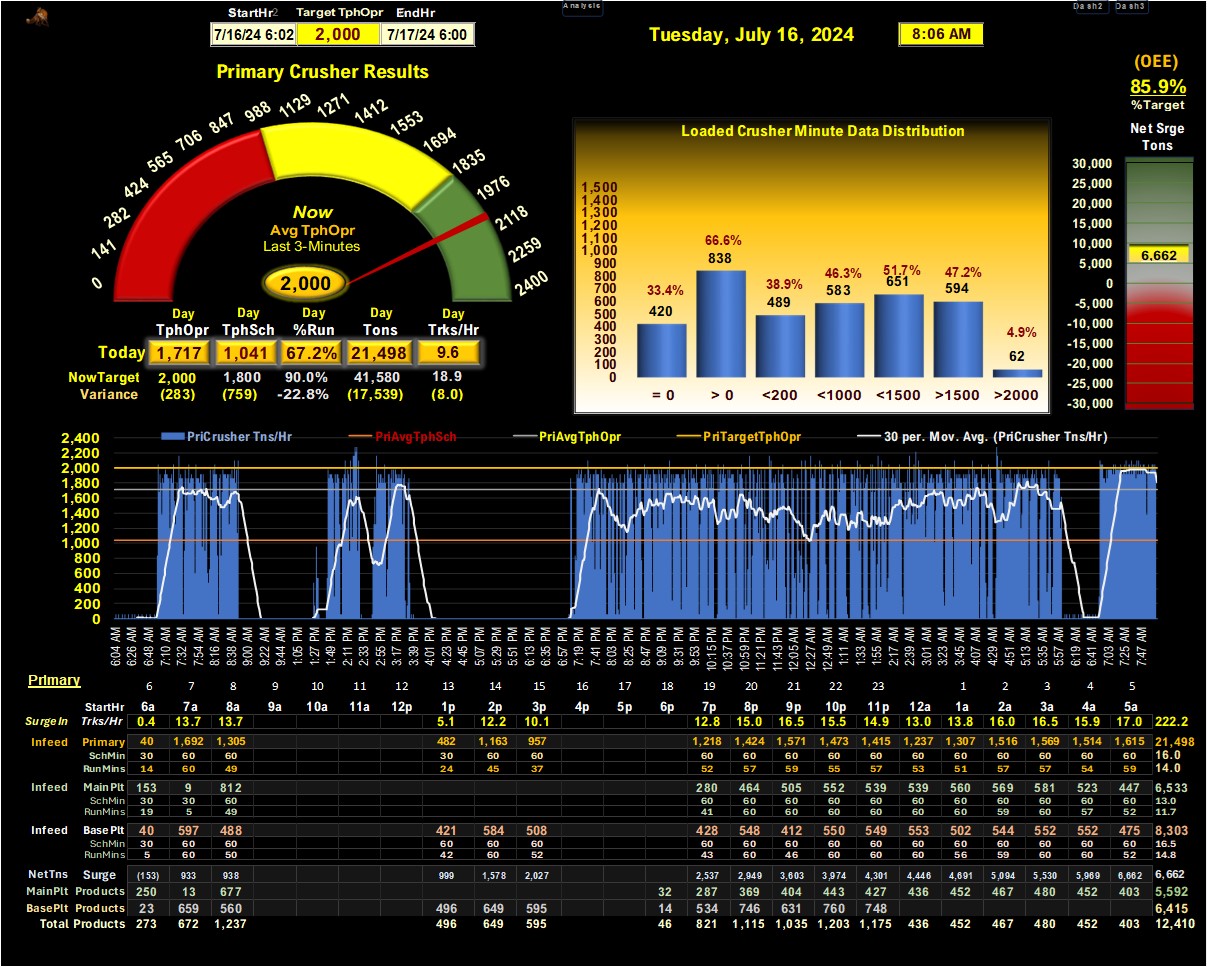 Analysis Dash2 Dash3
StartHr2 Target TphOpr EndHr
7/16/24 6:02 2,000 7/17/24 6:00
Tuesday, July 16, 2024 8:06 AM
(OEE)
85.9%
%Target
Net Srge
Tons
30,000
25,000
20,000
15,000
10,000
6,662
5,000
0
-5,000
-10,000
-15,000
-20,000
-25,000
-30,000
Primary Crusher Results
0 141 282 424 565 706 847 988 1129 1271 1412 1553 1694 1835 1976 2118 2259 2400
Now
Avg TphOpr
Last 3-Minutes
2,000
Day Day Day Day Day
TphOpr TphSch %Run Tons Trks/Hr
Today 1,717 1,041 67.2% 21,498 9.6
NowTarget 2,000 1,800 90.0% 41,580 18.9
Variance (283) (759) -22.8% (17,539) (8.0)
Loaded Crusher Minute Data Distribution
1,500
1,400
1,300
1,200
1,100
1,000
900
800
700
600
500
400
300
200
100
0
33.4% 66.6% 38.9% 46.3% 51.7% 47.2% 4.9%
420 838 489 583 651 594 62
= 0 > 0 <200 <1000 <1500 >1500 >2000
PriCrusher Tns/Hr PriAvgTphSch PriAvgTphOpr PriTargetTphOpr 30 per. Mov. Avg. (PriCrusher Tns/Hr)
2,400
2,200
2,000
1,800
1,600
1,400
1,200
1,000
800
600
400
200
0
6:04 AM 6:26 AM 6:48 AM 7:10 AM 7:32 AM 7:54 AM 8:16 AM 8:38 AM 9:00 AM 9:22 AM 9:44 AM 1:05 PM 1:27 PM 1:49 PM 2:11 PM 2:33 PM 2:55 PM 3:17 PM 3:39 PM 4:01 PM 4:23 PM 4:45 PM 5:07 PM 5:29 PM 5:51 PM 6:13 PM 6:35 PM 6:57 PM 7:19 PM 7:41 PM 8:03 PM 8:25 PM 8:47 PM 9:09 PM 9:31 PM 9:53 PM 10:15 PM 10:37 PM 10:59 PM 11:21 PM 11:43 PM 12:05 AM 12:27 AM 12:49 AM 1:11 AM 1:33 AM 1:55 AM 2:17 AM 2:39 AM 3:01 AM 3:23 AM 3:45 AM 4:07 AM 4:29 AM 4:51 AM 5:13 AM 5:35 AM 5:57 AM 6:19 AM 6:41 AM 7:03 AM 7:25 AM 7:47 AM
Primary
6 7 8 9 10 11 12 13 14 15 16 17 18 19 20 21 22 23 1 2 3 4 5
StartHr 6a 7a 8a 9a 10a 11a 12p 1p 2p 3p 4p 5p 6p 7p 8p 9p 10p 11p 12a 1a 2a 3a 4a 5a
SurgeIn Trks/Hr 0.4 13.7 13.7 5.1 12.2 10.1 12.8 15.0 16.5 15.5 14.9 13.0 13.8 16.0 16.5 15.9 17.0 222.2
Infeed Primary 40 1,692 1,305 482 1,163 957 1,218 1,424 1,571 1,473 1,415 1,237 1,307 1,516 1,569 1,514 1,615 21,498
SchMin 30 60 60 30 60 60 60 60 60 60 60 60 60 60 60 60 60 16.0
RunMins 14 60 49 24 45 37 52 57 59 55 57 53 51 57 57 54 59 14.0
Infeed MainPlt 153 9 812 280 464 505 552 539 539 560 569 581 523 447 6,533
SchMin 30 30 60 60 60 60 60 60 60 60 60 60 60 60 13.0
RunMins 19 5 49 41 60 60 60 60 60 60 59 60 57 52 11.7
Infeed BasePlt 40 597 488 421 584 508 428 548 412 550 549 553 502 544 552 552 475 8,303
SchMin 30 60 60 60 60 60 60 60 60 60 60 60 60 60 60 60 60 16.5
RunMins 5 60 50 42 60 52 43 60 46 60 60 60 56 59 60 60 52 14.8
NetTns Surge (153) 933 938 999 1,578 2,027 2,537 2,949 3,603 3,974 4,301 4,446 4,691 5,094 5,530 5,969 6,662 6,662
MainPlt Products 250 13 677 32 287 369 404 443 427 436 452 467 480 452 403 5,592
BasePlt Products 23 659 560 496 649 595 14 534 746 631 760 748 6,415
Total Products 273 672 1,237 496 649 595 46 821 1,115 1,035 1,203 1,175 436 452 467 480 452 403 12,410